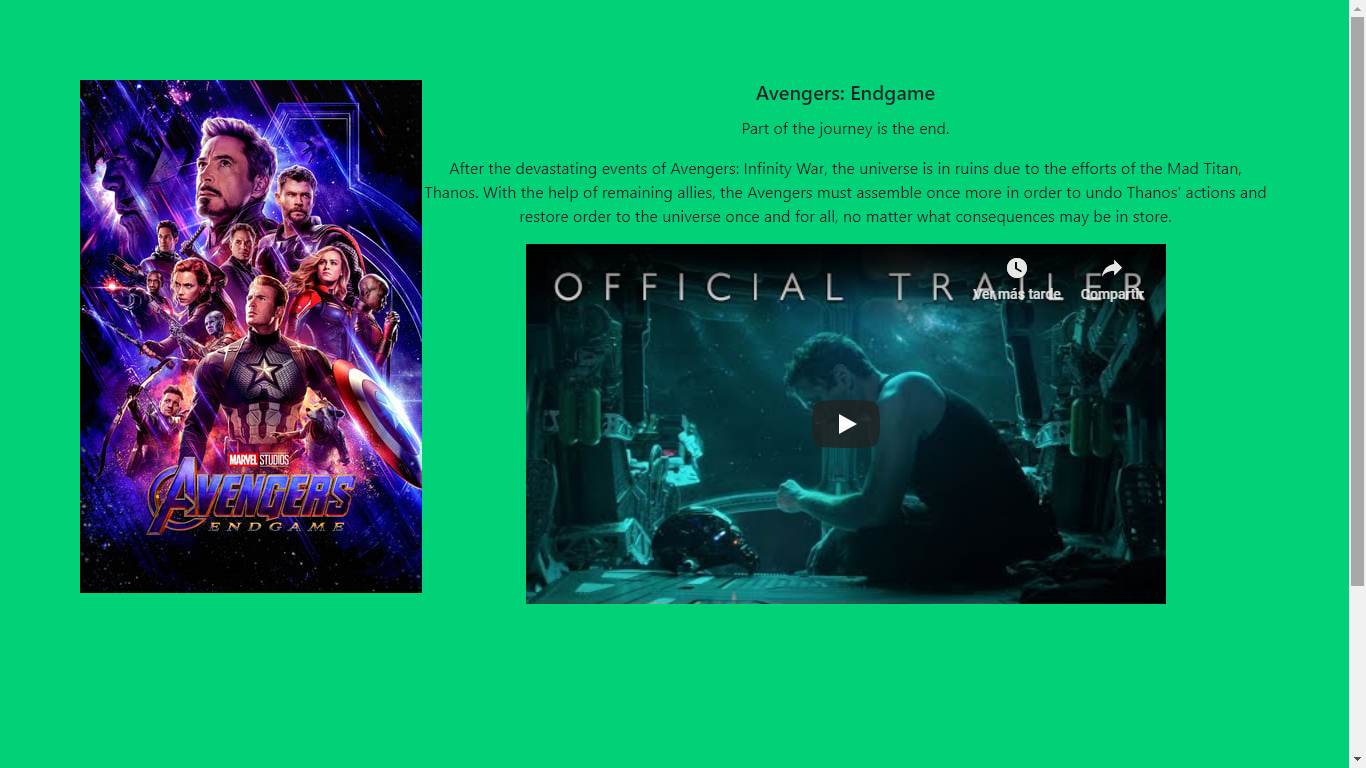 Avengers: Endgame
Part of the journey is the end.
After the devastating events of Avengers: Infinity War, the universe is in ruins due to the efforts of the Mad Titan,
Thanos. With the help of remaining allies, the Avengers must assemble once more in order to undo Thanos' actions and
restore order to the universe once and for all, no matter what consequences may be in store.
MARVEL STUDIOS
AVENGERS
ENDGAME
OFFICIAL TRAILER
Ver más tarde
Compartir